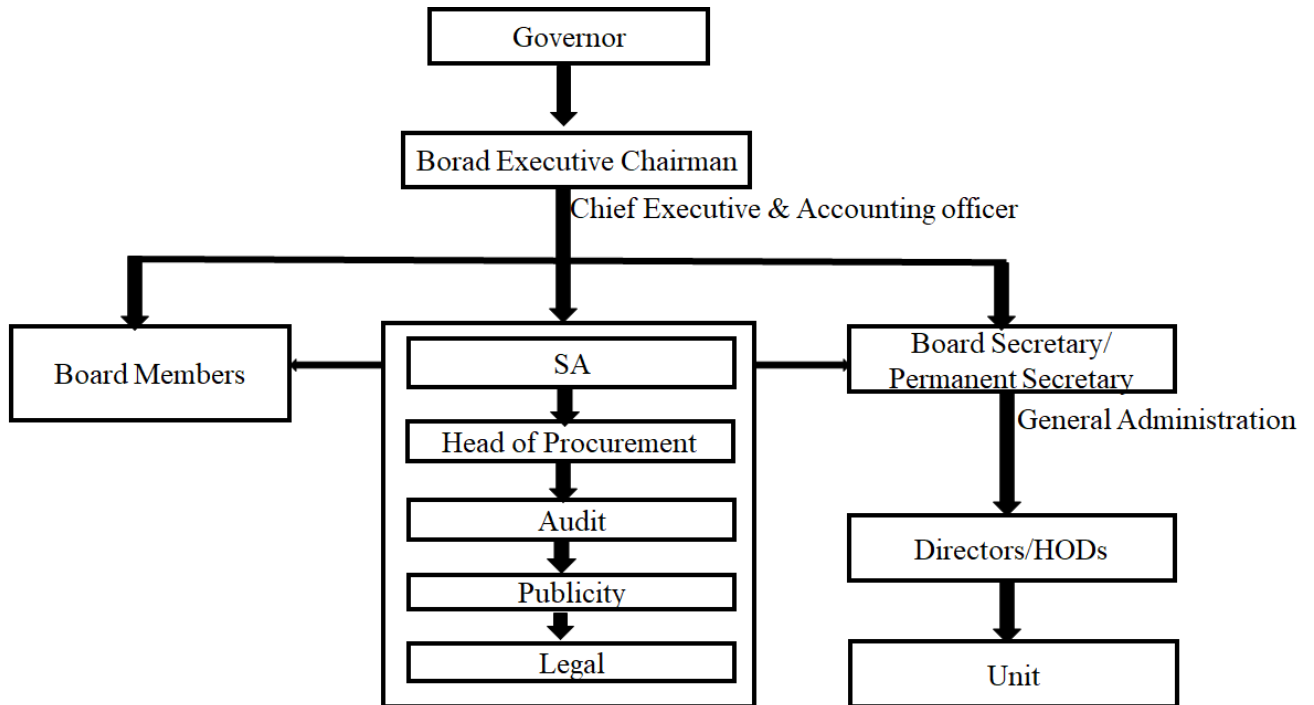 Governor
Borad Executive Chairman
Chief Executive & Accounting officer
Board Members
SA
Head of Procurement
Audit
Publicity
Legal
Board Secretary/
Permanent Secretary
General Administration
Directors/HODs
Unit